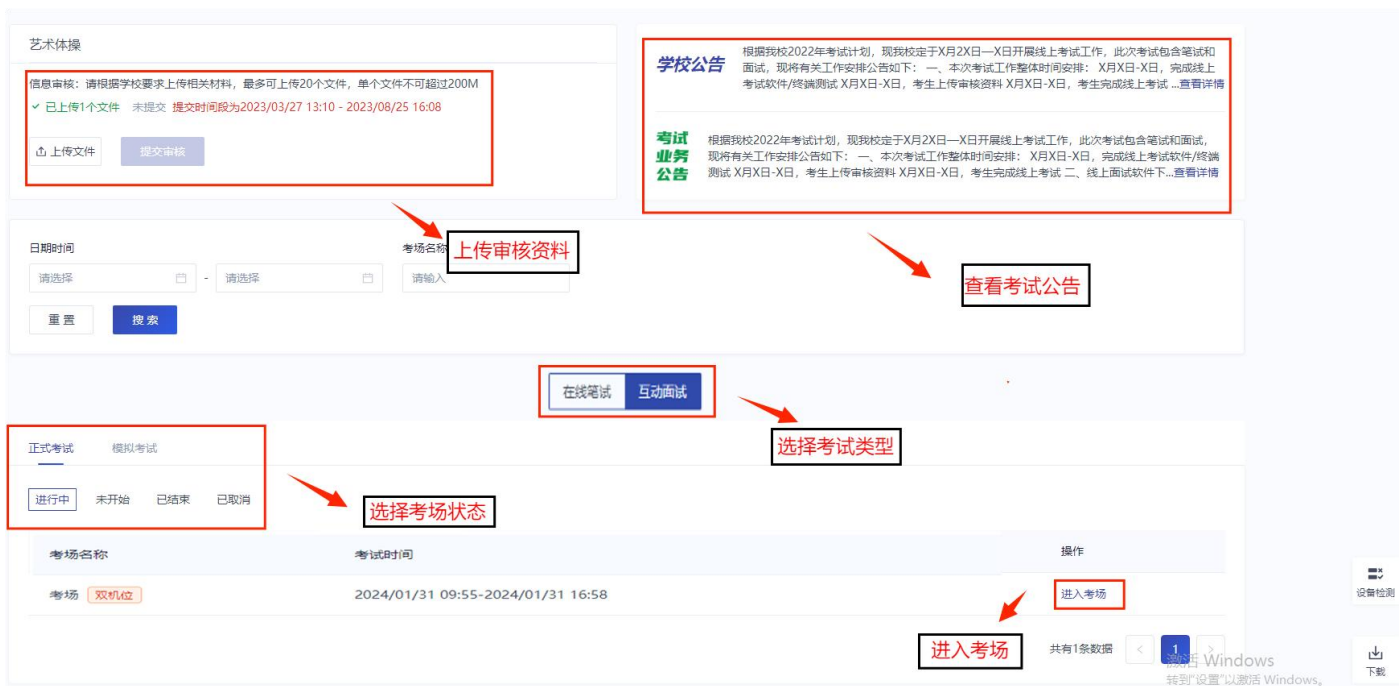 艺术体操
信息审核：请根据学校要求上传相关材料，最多可上传20个文件，单个文件不可超过200M
已上传1个文件 未提交 提交时间段为2023/03/27 13:10 - 2023/08/25 16:08
上传文件 提交审核
学校公告
根据我校2022年考试计划，现我校定于X月2X日—X日开展线上考试工作，此次考试包含笔试和
面试，现将有关工作安排公告如下： 一、本次考试工作整体时间安排： X月X日-X日，完成线上
考试软件/终端测试 X月X日-X日，考生上传审核资料 X月X日-X日，考生完成线上考试 ...查看详情
考试
业务
公告
根据我校2022年考试计划，现我校定于X月2X日—X日开展线上考试工作，此次考试包含笔试和面试，
现将有关工作安排公告如下： 一、本次考试工作整体时间安排： X月X日-X日，完成线上考试软件/终端
测试 X月X日-X日，考生上传审核资料 X月X日-X日，考生完成线上考试 二、线上面试软件下...查看详情
上传审核资料
查看考试公告
日期时间 考场名称
请选择 - 请选择 请输入
重置 搜索
在线笔试 互动面试
选择考试类型
正式考试 模拟考试
进行中 未开始 已结束 已取消
选择考场状态
考场名称 考试时间 操作
考场 双机位 2024/01/31 09:55-2024/01/31 16:58 进入考场
进入考场
共有1条数据 < 1 >
设备检测
下载
激活 Windows
转到"设置"以激活 Windows。